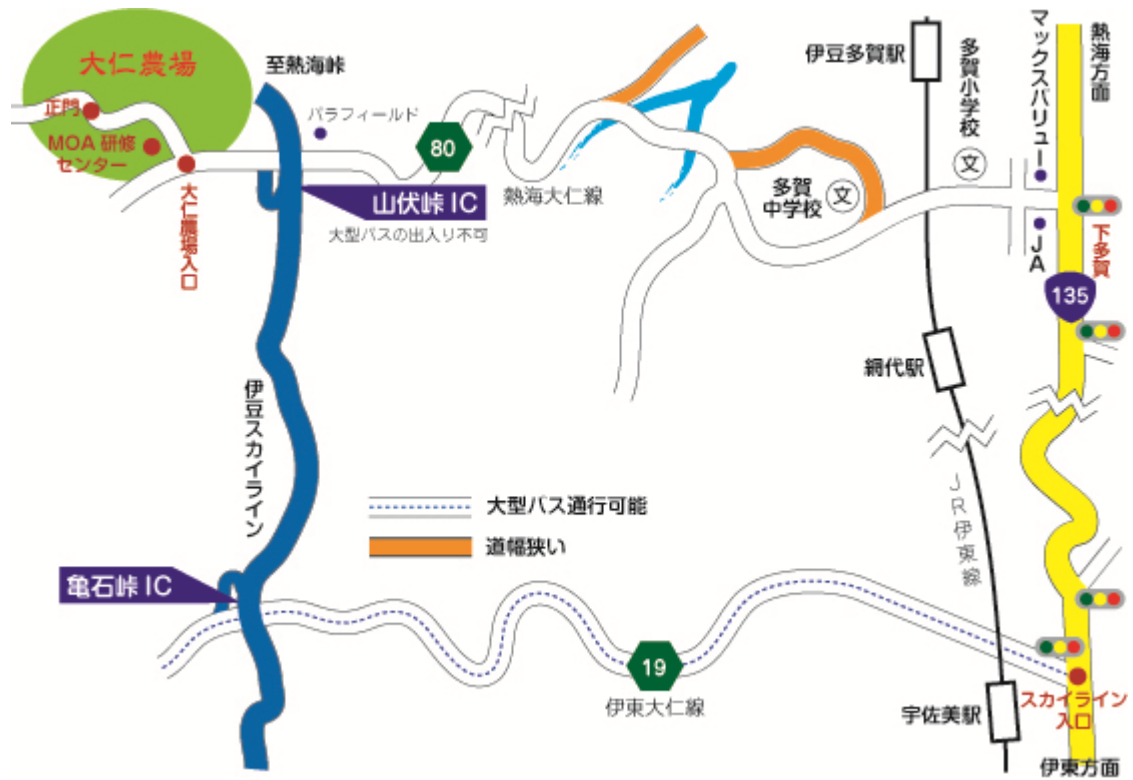 大仁農場
正門
MOA 研修
センター
大仁農場入口
至熱海峠
パラフィールド
80
熱海大仁線
山伏峠 IC
大型バスの出入り不可
伊豆多賀駅
多賀小学校
文
マックスバリュー
熱海方面
多賀
中学校
文
JA
下多賀
135
網代駅
伊豆スカイライン
大型バス通行可能
道幅狭い
JR伊東線
亀石峠 IC
19
伊東大仁線
宇佐美駅
スカイライン
入口
伊東方面